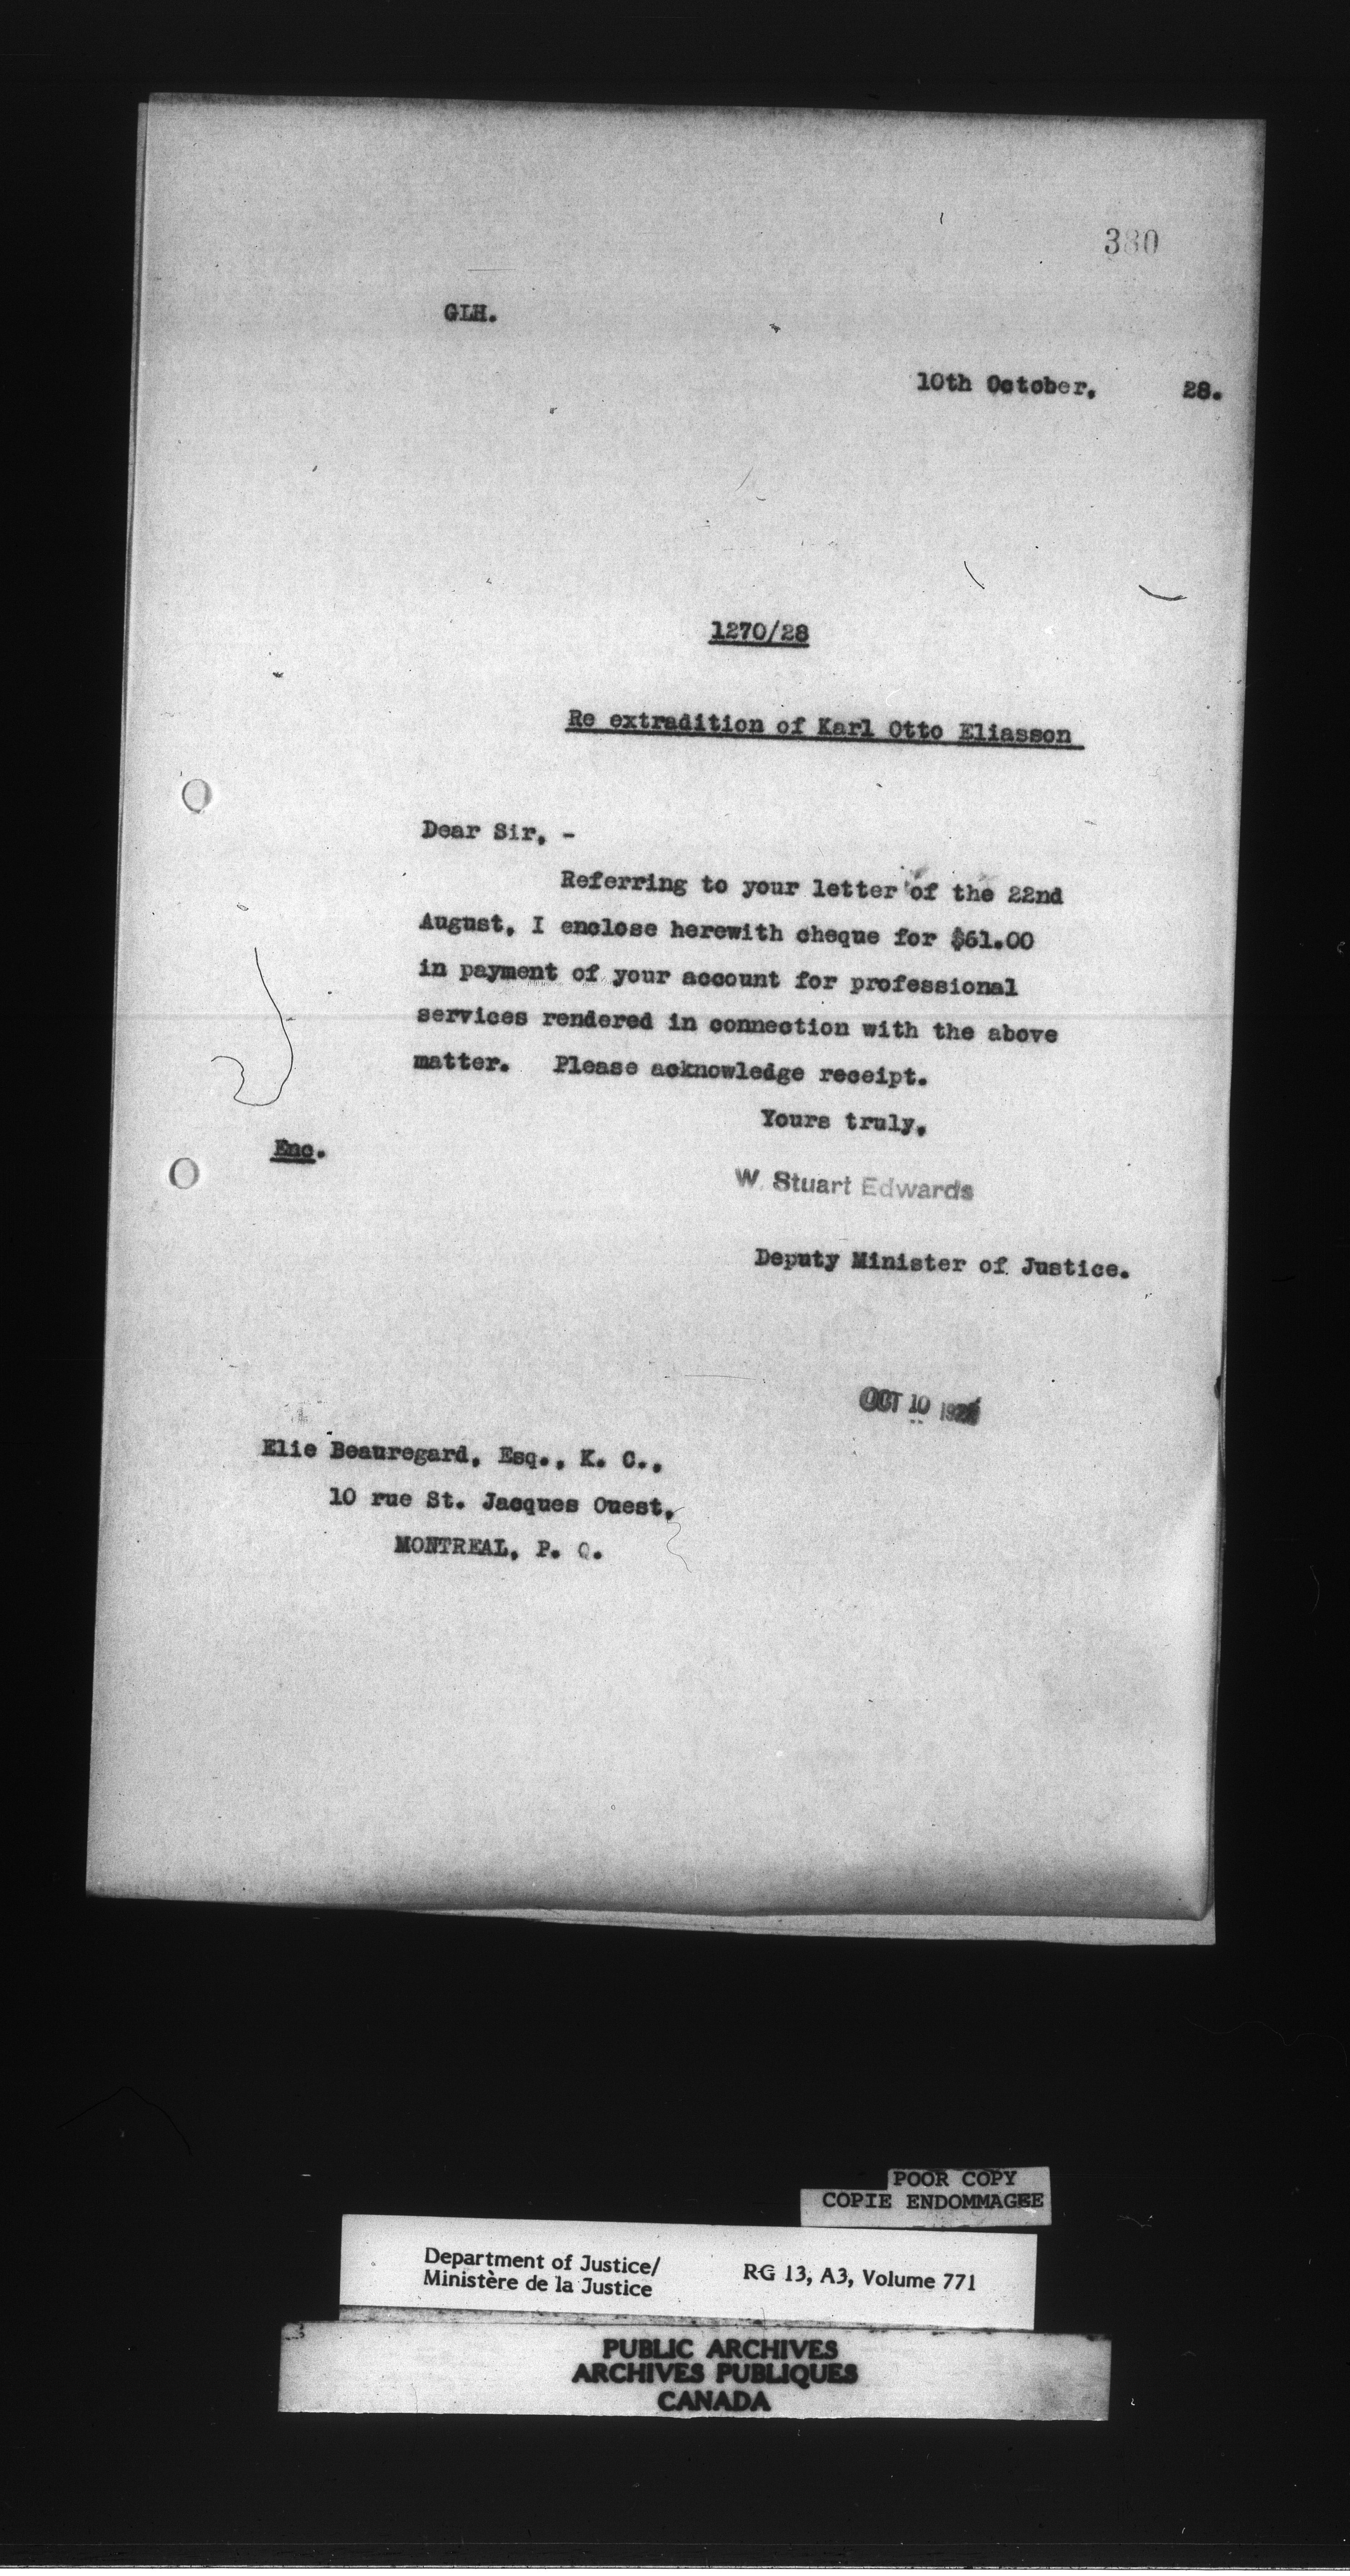 380
GLH.
10th October, 28.
1270/28
Re extradition of Karl Otto Eliasson
Dear Sir, -
Referring to your letter of the 22nd
August, I enclose herewith cheque for $61.00
in payment of your account for professional
services rendered in connection with the above
matter. Please acknowledge receipt.
Yours truly,
Enc.
W. Stuart Edwards
Deputy Minister of Justice.
OCT 10 1928
Elie Beauregard, Esq., K. C.,
10 rue St. Jacques Ouest,
MONTREAL, P. Q.
POOR COPY
COPIE ENDOMMAGEE
Department of Justice/
Ministère de la Justice
RG 13, A3, Volume 771
PUBLIC ARCHIVES
ARCHIVES PUBLIQUES
CANADA